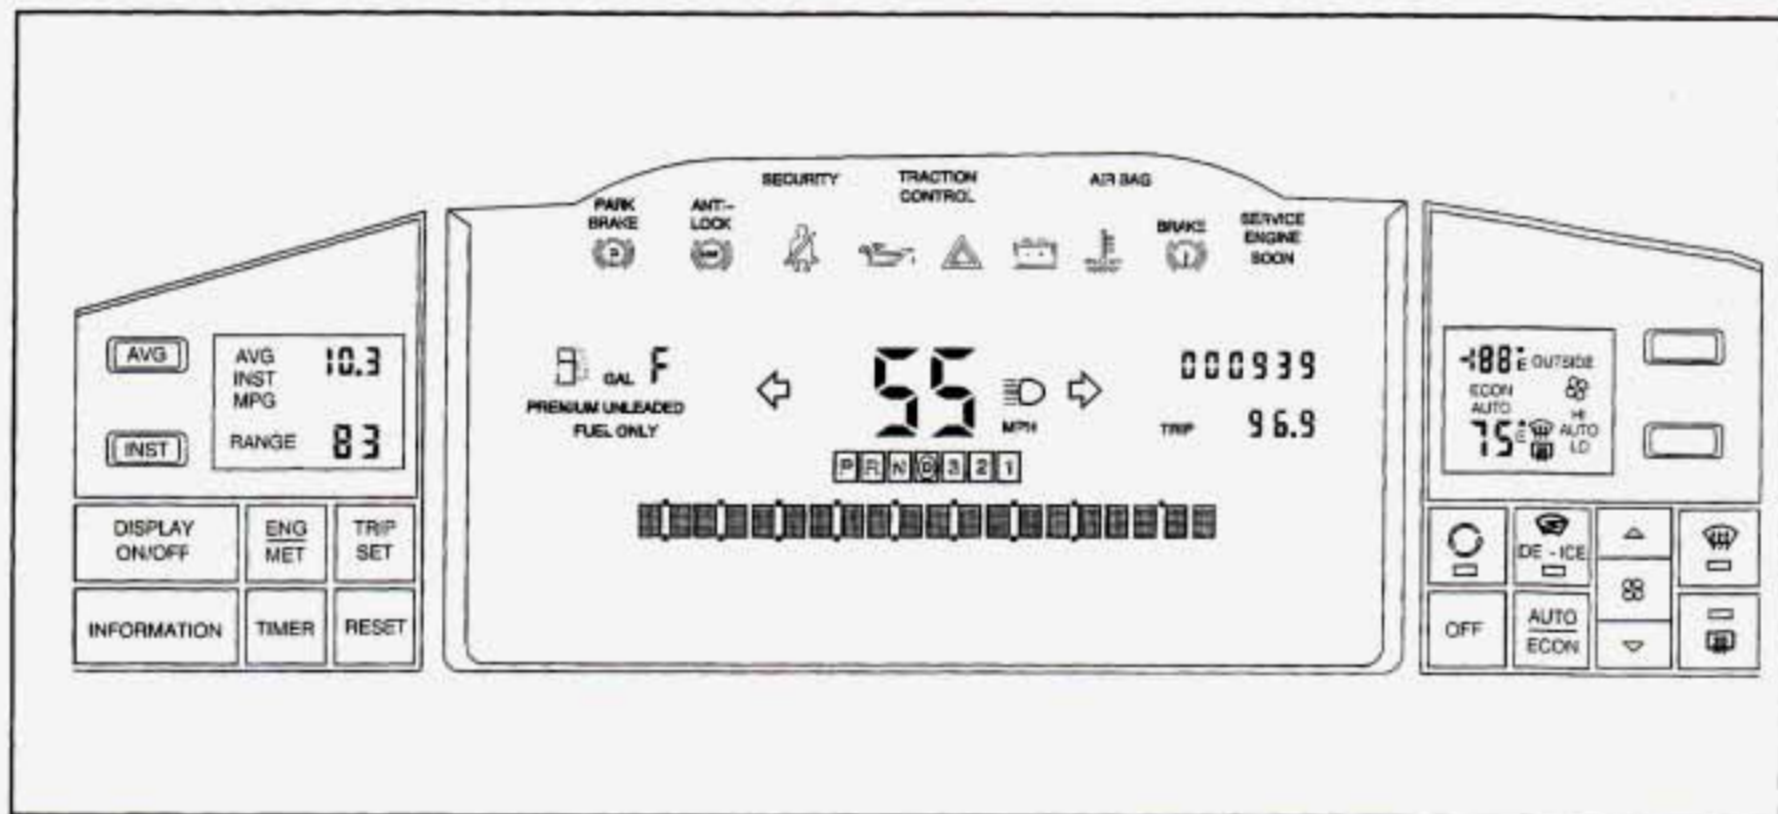 SECURITY
TRACTION
CONTROL
AIR BAG
PARK
BRAKE
ANTI-
LOCK
BRAKE
SERVICE
ENGINE
SOON
AVG
INST
AVG 10.3
INST
MPG
RANGE 83
GAL F
PREMIUM UNLEADED
FUEL ONLY
55
MPH
000939
TRIP 96.9
P R N D 3 2 1
-188 OUTSIDE
ECON
AUTO
HI
75 AUTO
LO
DISPLAY
ON/OFF
ENG
MET
TRIP
SET
INFORMATION
TIMER
RESET
DE-ICE
OFF
AUTO
ECON